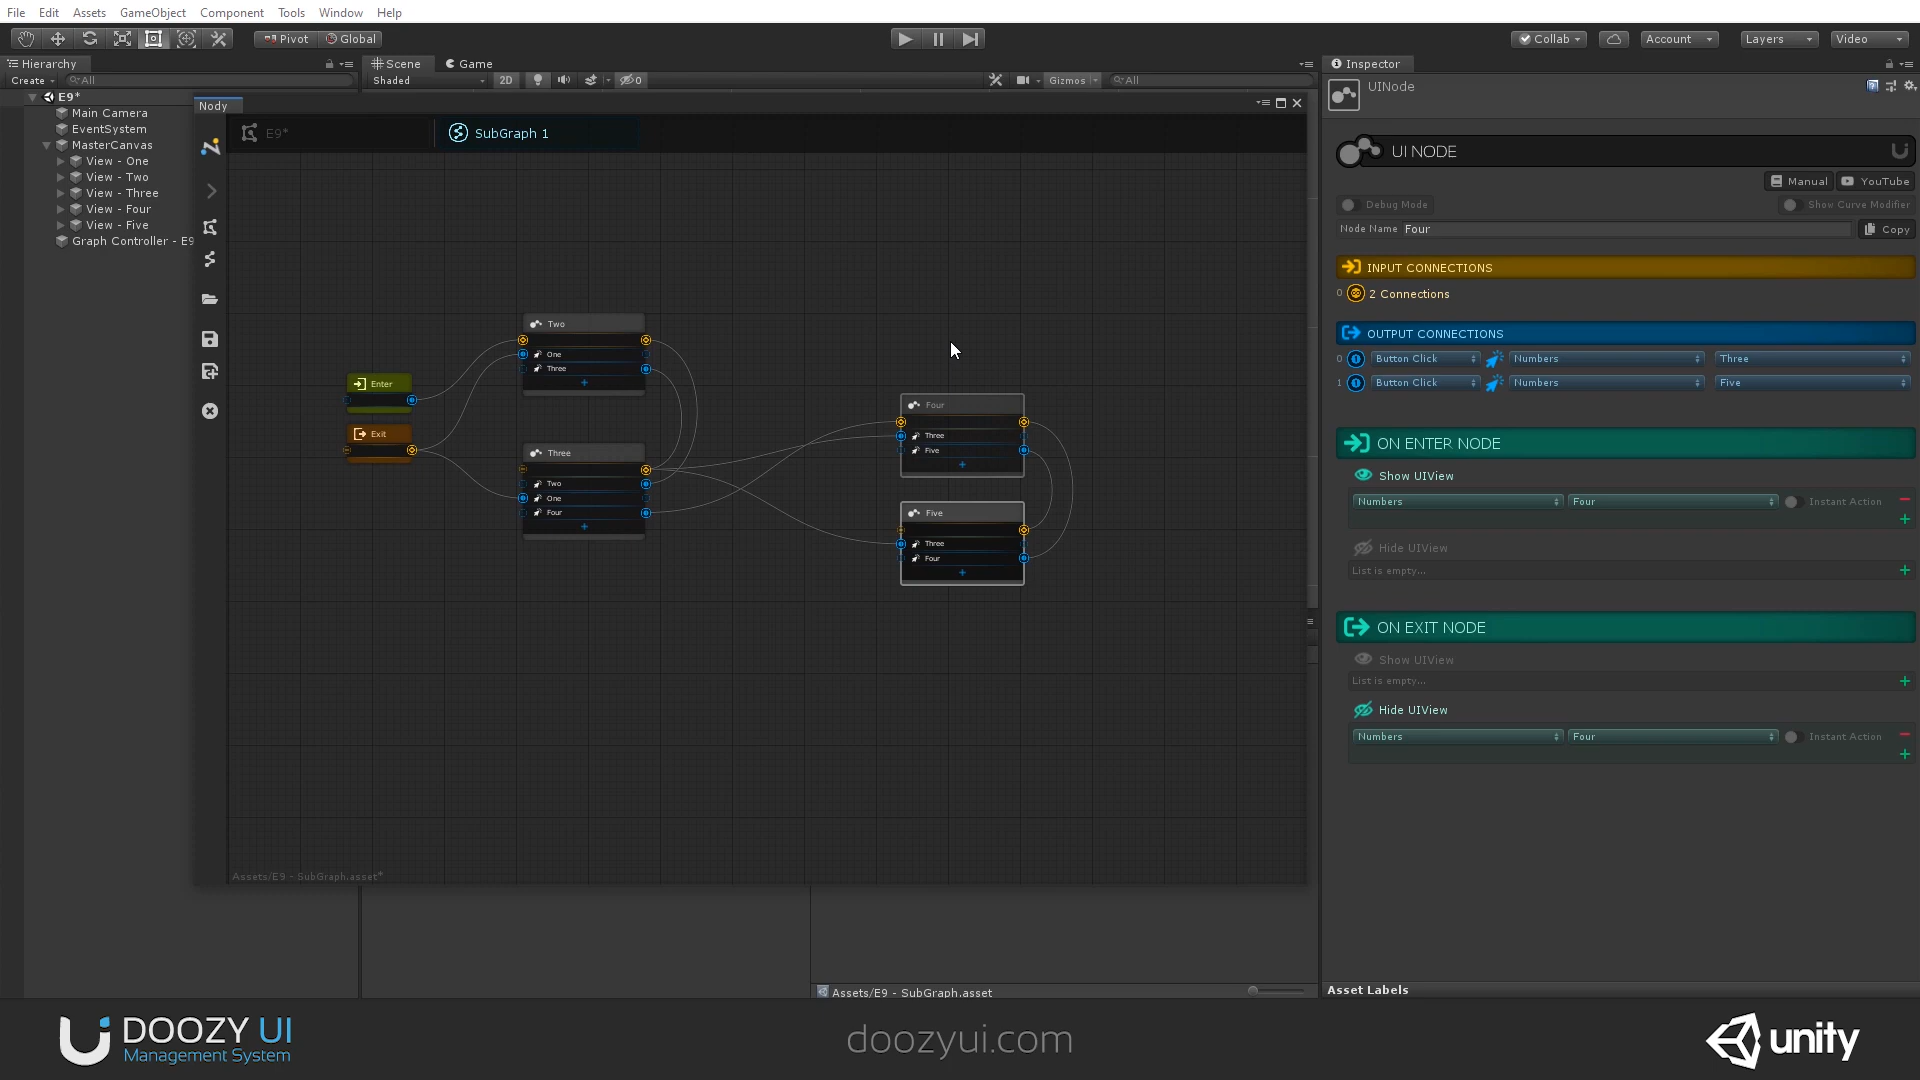 File Edit Assets GameObject Component Tools Window Help
Pivot Global Collab Account Layers Video
Hierarchy
Create All
E9*
Main Camera
EventSystem
MasterCanvas
View - One
View - Two
View - Three
View - Four
View - Five
Graph Controller - E9
Scene Game
Shaded 2D 0 Gizmos All
Nody
E9* SubGraph 1
Enter
Exit
Two
One
Three
Three
Two
One
Four
Four
Three
Five
Five
Three
Four
Assets/E9 - SubGraph.asset*
Assets/E9 - SubGraph.asset
Inspector
UINode
UI NODE
Manual YouTube
Debug Mode Show Curve Modifier
Node Name Four Copy
INPUT CONNECTIONS
0 2 Connections
OUTPUT CONNECTIONS
0 Button Click Numbers Three
1 Button Click Numbers Five
ON ENTER NODE
Show UIView
Numbers Four Instant Action
Hide UIView
List is empty...
ON EXIT NODE
Show UIView
List is empty...
Hide UIView
Numbers Four Instant Action
Asset Labels
DOOZY UI
Management System
doozyui.com
unity